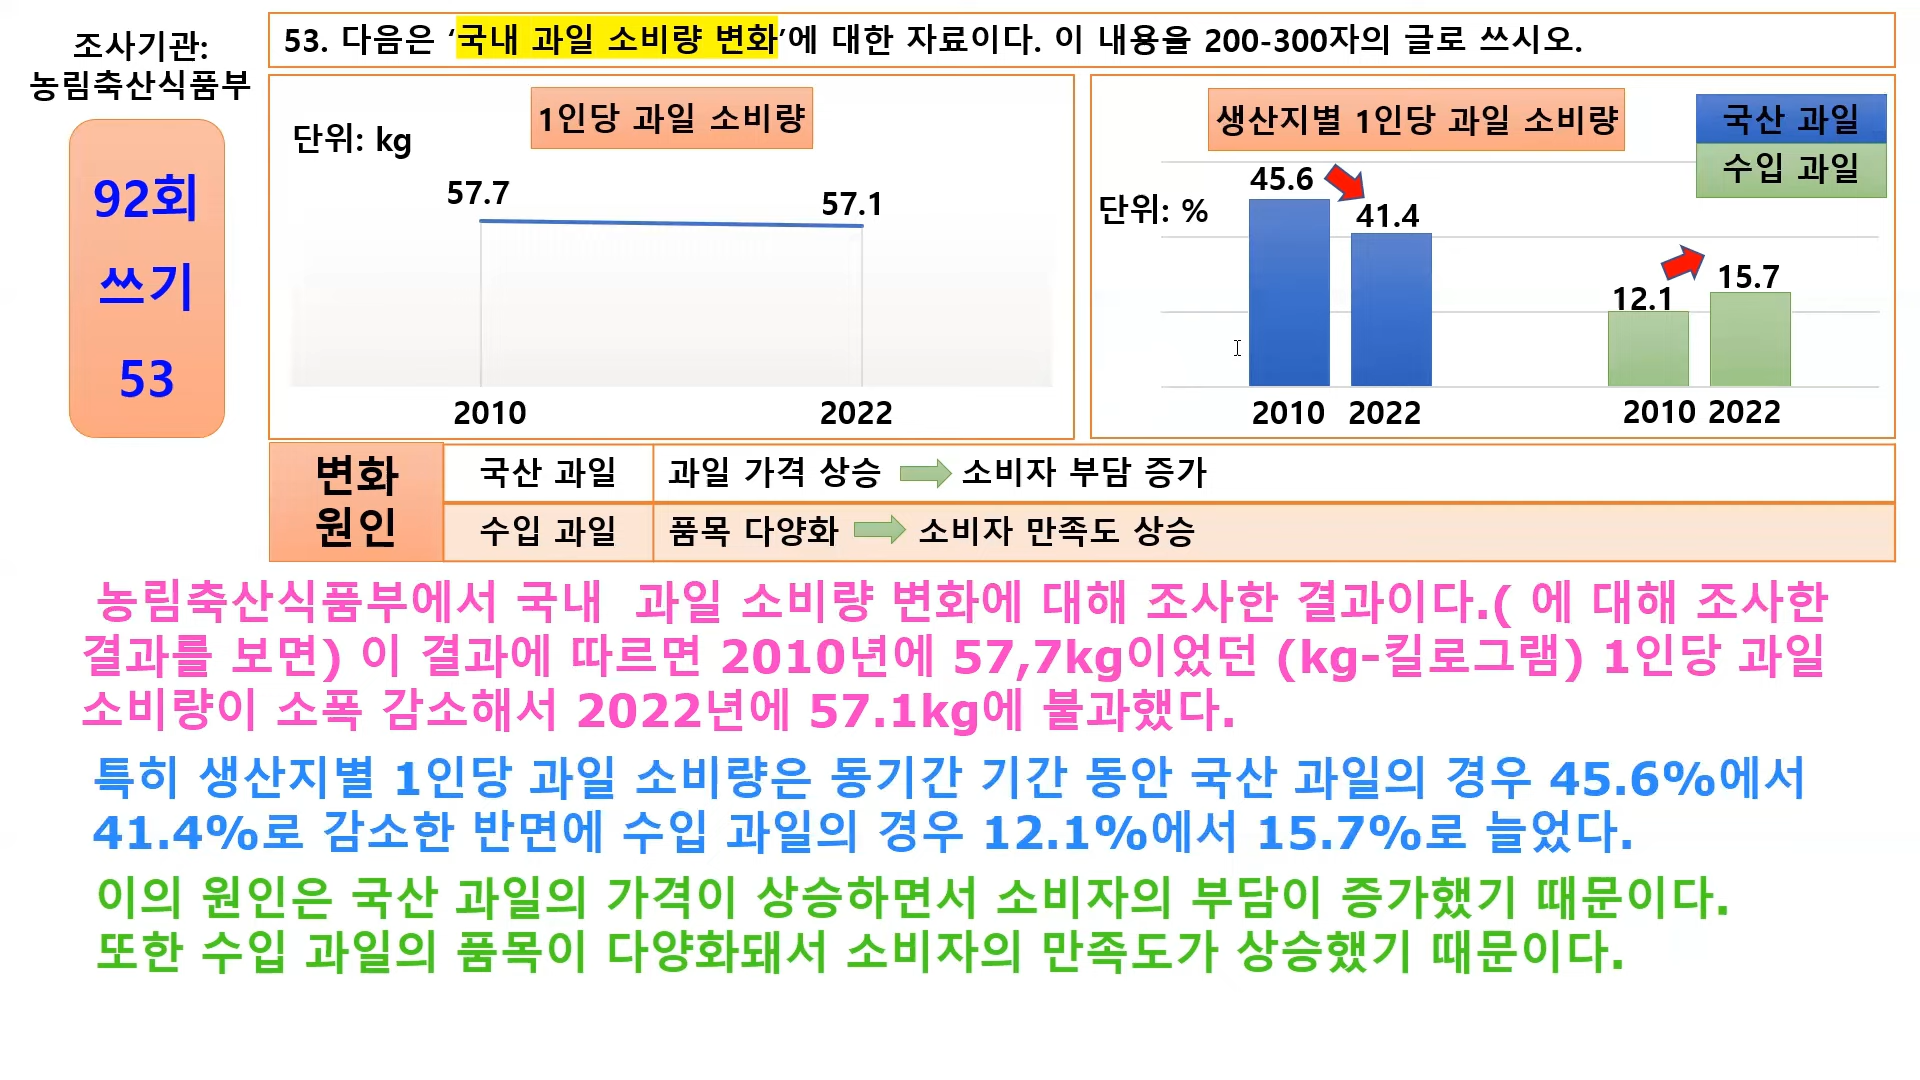 조사기관:
농림축산식품부
92회
쓰기
53
53. 다음은 ‘국내 과일 소비량 변화’에 대한 자료이다. 이 내용을 200-300자의 글로 쓰시오.
1인당 과일 소비량
단위: kg
57.7
57.1
2010
2022
생산지별 1인당 과일 소비량
국산 과일
수입 과일
단위: %
45.6
41.4
12.1
15.7
2010 2022
2010 2022
변화
원인
국산 과일
과일 가격 상승 소비자 부담 증가
수입 과일
품목 다양화 소비자 만족도 상승
농림축산식품부에서 국내 과일 소비량 변화에 대해 조사한 결과이다.( 에 대해 조사한
결과를 보면) 이 결과에 따르면 2010년에 57,7kg이었던 (kg-킬로그램) 1인당 과일
소비량이 소폭 감소해서 2022년에 57.1kg에 불과했다.
특히 생산지별 1인당 과일 소비량은 동기간 기간 동안 국산 과일의 경우 45.6%에서
41.4%로 감소한 반면에 수입 과일의 경우 12.1%에서 15.7%로 늘었다.
이의 원인은 국산 과일의 가격이 상승하면서 소비자의 부담이 증가했기 때문이다.
또한 수입 과일의 품목이 다양화돼서 소비자의 만족도가 상승했기 때문이다.